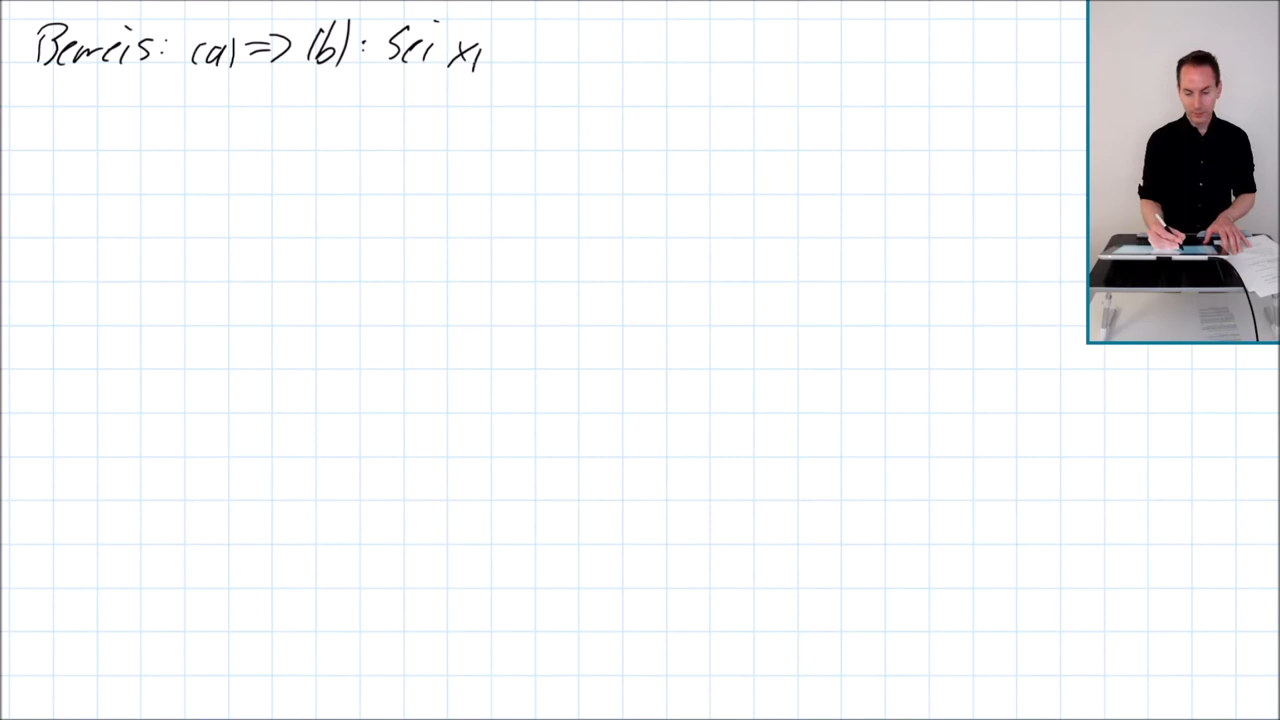 Beweis: (a) => (b): Sei x₁